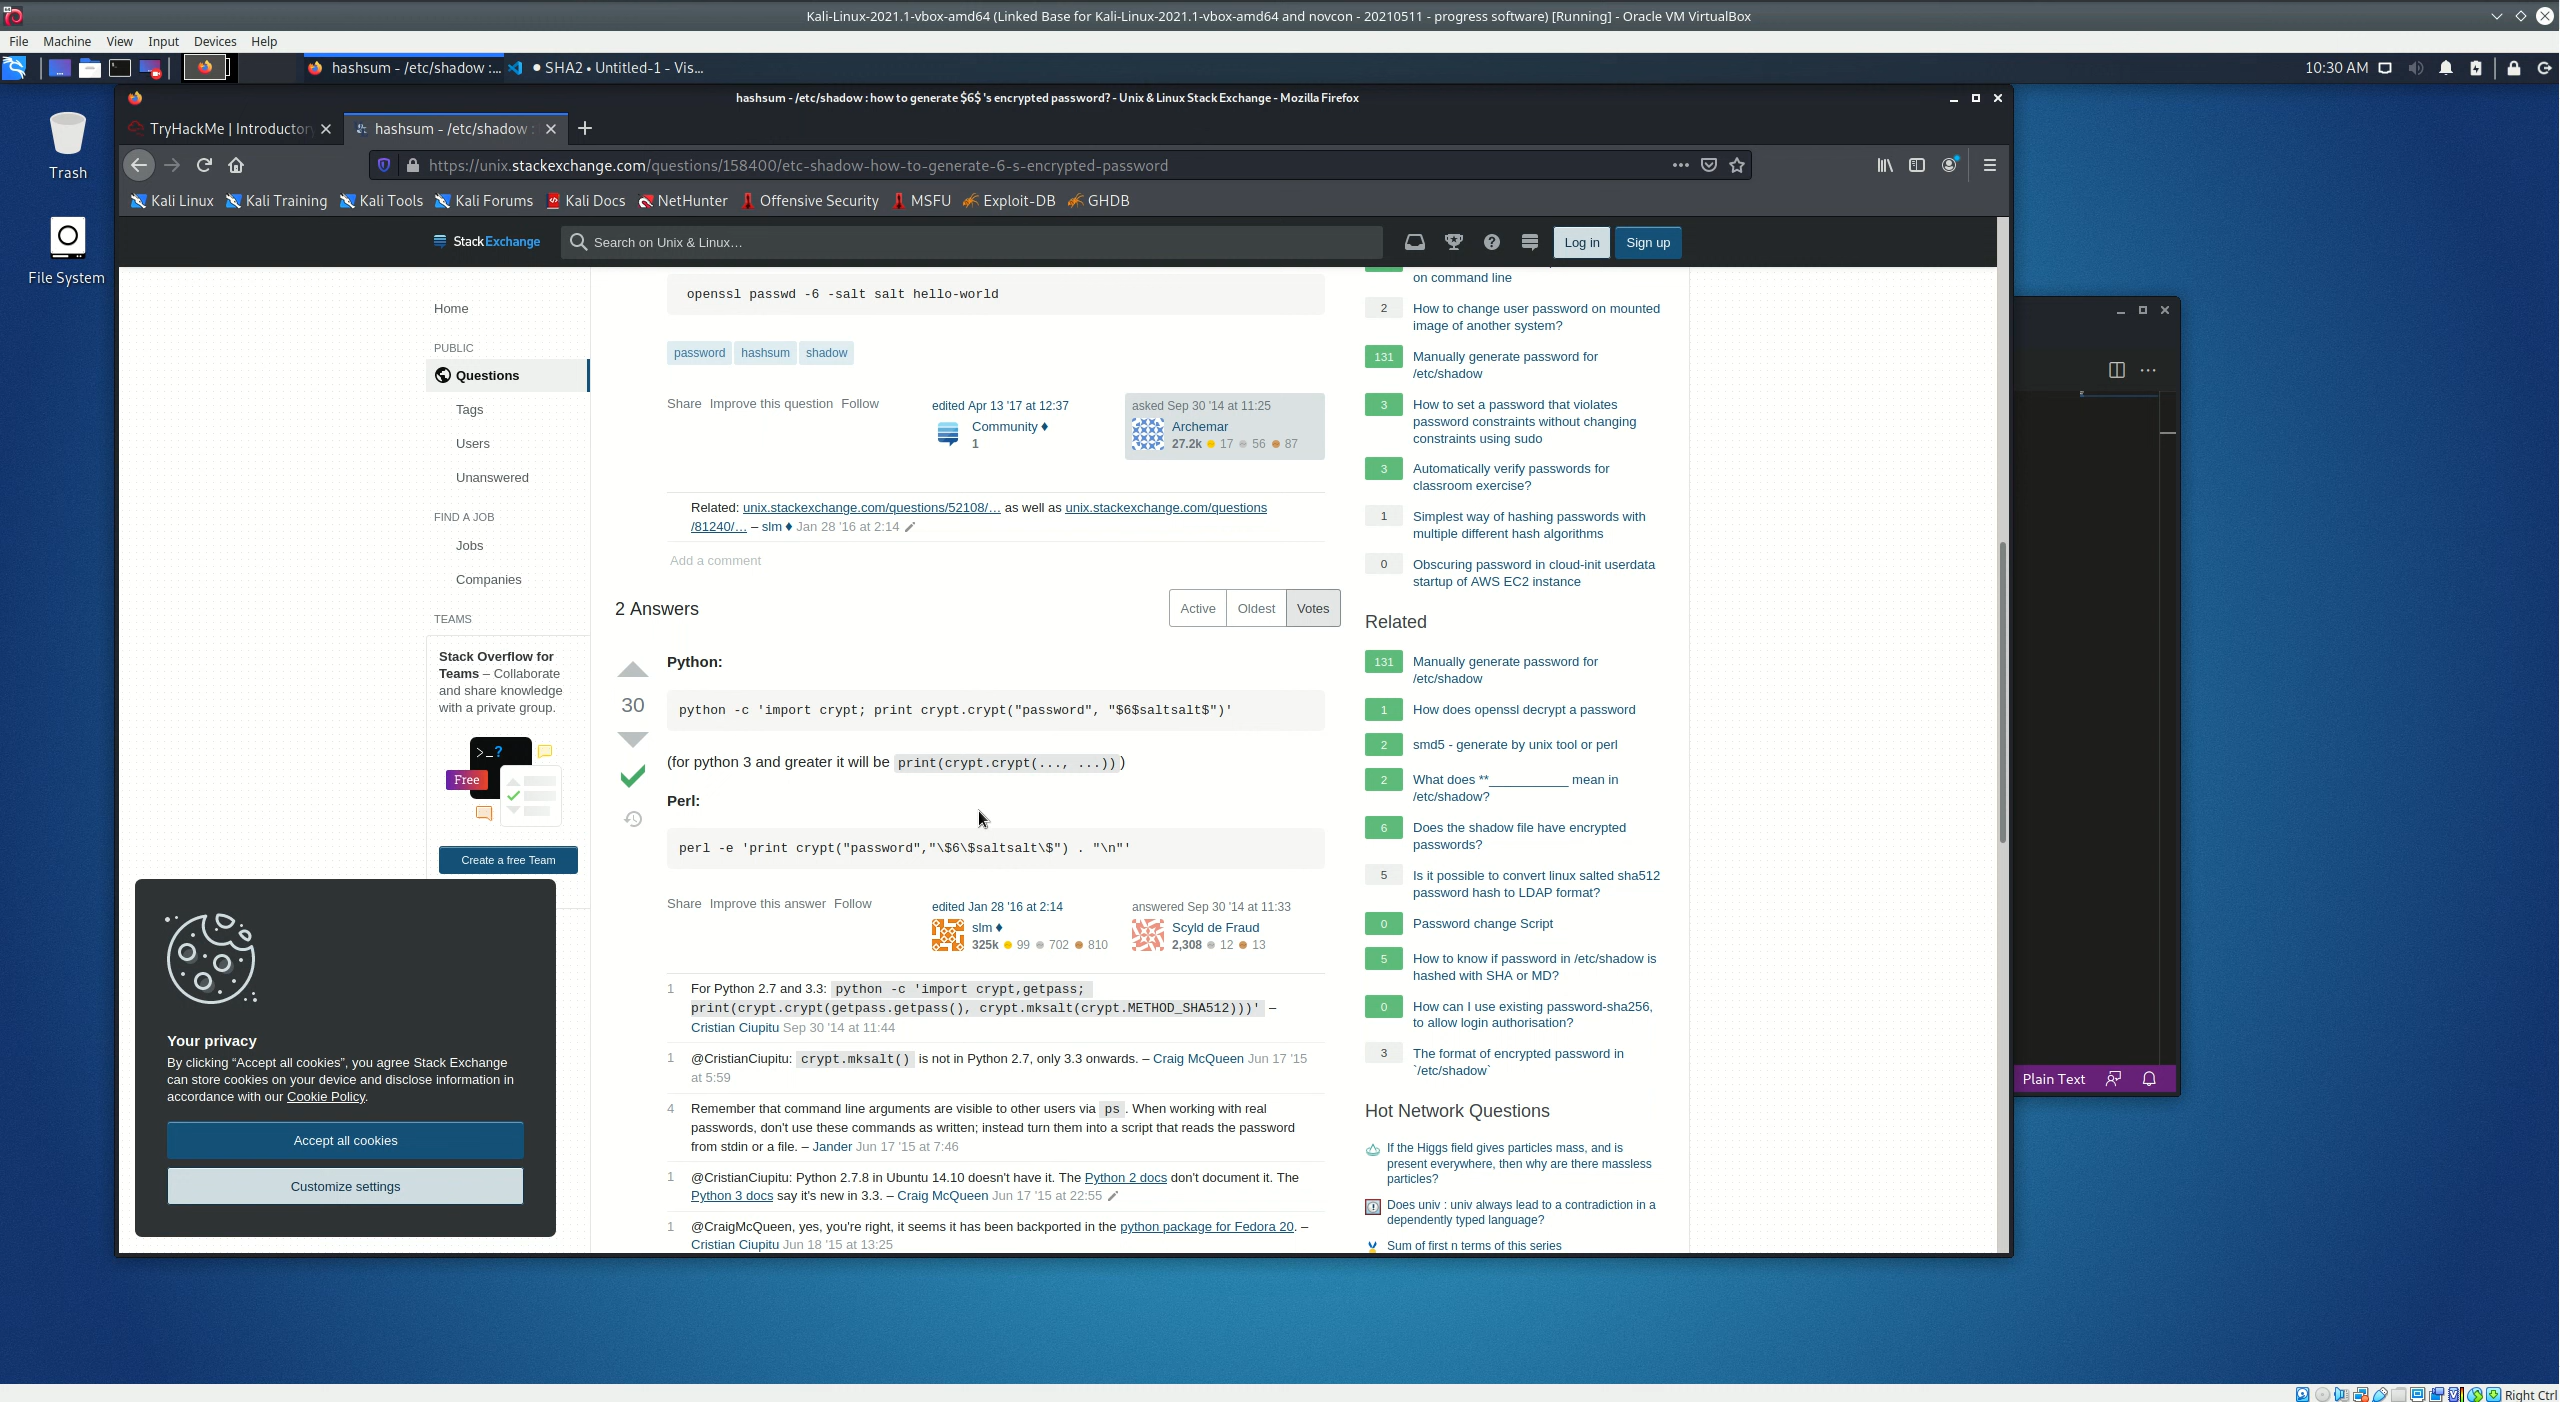 Kali-Linux-2021.1-vbox-amd64 (Linked Base for Kali-Linux-2021.1-vbox-amd64 and novcon - 20210511 - progress software) [Running] - Oracle VM VirtualBox
File Machine View Input Devices Help
hashsum - /etc/shadow :... ● SHA2 • Untitled-1 - Vis... 10:30 AM
Trash
File System
hashsum - /etc/shadow : how to generate $6$ 's encrypted password? - Unix & Linux Stack Exchange - Mozilla Firefox
TryHackMe | Introductor hashsum - /etc/shadow :
https://unix.stackexchange.com/questions/158400/etc-shadow-how-to-generate-6-s-encrypted-password
Kali Linux Kali Training Kali Tools Kali Forums Kali Docs NetHunter Offensive Security MSFU Exploit-DB GHDB
StackExchange Search on Unix & Linux... Log in Sign up
Home
PUBLIC
Questions
Tags
Users
Unanswered
FIND A JOB
Jobs
Companies
TEAMS
Stack Overflow for
Teams – Collaborate
and share knowledge
with a private group.
>_?
Free
Create a free Team
Your privacy
By clicking “Accept all cookies”, you agree Stack Exchange
can store cookies on your device and disclose information in
accordance with our Cookie Policy.
Accept all cookies
Customize settings
openssl passwd -6 -salt salt hello-world
password hashsum shadow
Share Improve this question Follow
edited Apr 13 '17 at 12:37
Community ♦
1
asked Sep 30 '14 at 11:25
Archemar
27.2k 17 56 87
Related: unix.stackexchange.com/questions/52108/… as well as unix.stackexchange.com/questions
/81240/… – slm ♦ Jan 28 '16 at 2:14
Add a comment
2 Answers
Active Oldest Votes
30
Python:
python -c 'import crypt; print crypt.crypt("password", "$6$saltsalt$")'
(for python 3 and greater it will be print(crypt.crypt(..., ...)))
Perl:
perl -e 'print crypt("password","\$6\$saltsalt\$") . "\n"'
Share Improve this answer Follow
edited Jan 28 '16 at 2:14
slm ♦
325k 99 702 810
answered Sep 30 '14 at 11:33
Scyld de Fraud
2,308 12 13
1 For Python 2.7 and 3.3: python -c 'import crypt,getpass;
print(crypt.crypt(getpass.getpass(), crypt.mksalt(crypt.METHOD_SHA512)))' –
Cristian Ciupitu Sep 30 '14 at 11:44
1 @CristianCiupitu: crypt.mksalt() is not in Python 2.7, only 3.3 onwards. – Craig McQueen Jun 17 '15
at 5:59
4 Remember that command line arguments are visible to other users via ps . When working with real
passwords, don't use these commands as written; instead turn them into a script that reads the password
from stdin or a file. – Jander Jun 17 '15 at 7:46
1 @CristianCiupitu: Python 2.7.8 in Ubuntu 14.10 doesn't have it. The Python 2 docs don't document it. The
Python 3 docs say it's new in 3.3. – Craig McQueen Jun 17 '15 at 22:55
1 @CraigMcQueen, yes, you're right, it seems it has been backported in the python package for Fedora 20. –
Cristian Ciupitu Jun 18 '15 at 13:25
on command line
2 How to change user password on mounted
image of another system?
131 Manually generate password for
/etc/shadow
3 How to set a password that violates
password constraints without changing
constraints using sudo
3 Automatically verify passwords for
classroom exercise?
1 Simplest way of hashing passwords with
multiple different hash algorithms
0 Obscuring password in cloud-init userdata
startup of AWS EC2 instance
Related
131 Manually generate password for
/etc/shadow
1 How does openssl decrypt a password
2 smd5 - generate by unix tool or perl
2 What does **___________ mean in
/etc/shadow?
6 Does the shadow file have encrypted
passwords?
5 Is it possible to convert linux salted sha512
password hash to LDAP format?
0 Password change Script
5 How to know if password in /etc/shadow is
hashed with SHA or MD?
0 How can I use existing password-sha256,
to allow login authorisation?
3 The format of encrypted password in
`/etc/shadow`
Hot Network Questions
If the Higgs field gives particles mass, and is
present everywhere, then why are there massless
particles?
Does univ : univ always lead to a contradiction in a
dependently typed language?
Sum of first n terms of this series
Plain Text
Right Ctrl